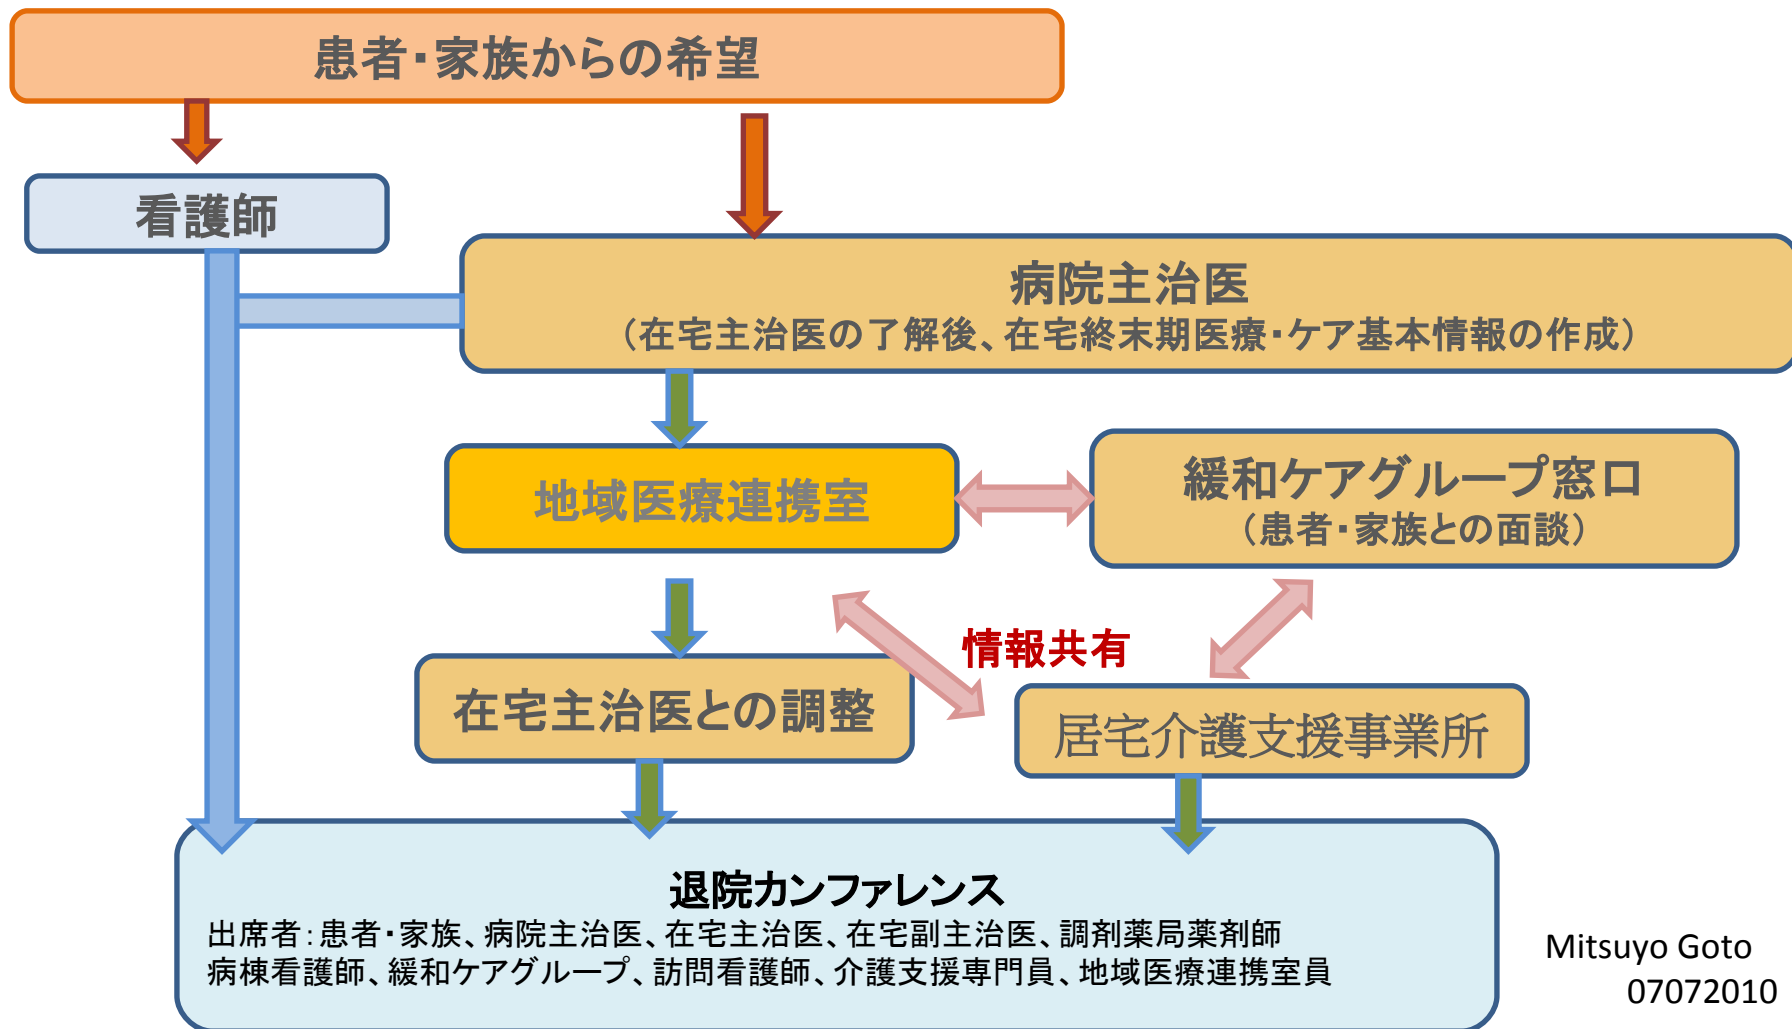 患者・家族からの希望
看護師
病院主治医
（在宅主治医の了解後、在宅終末期医療・ケア基本情報の作成）
地域医療連携室
緩和ケアグループ窓口
（患者・家族との面談）
情報共有
在宅主治医との調整
居宅介護支援事業所
退院カンファレンス
出席者：患者・家族、病院主治医、在宅主治医、在宅副主治医、調剤薬局薬剤師
病棟看護師、緩和ケアグループ、訪問看護師、介護支援専門員、地域医療連携室員
Mitsuyo Goto
07072010